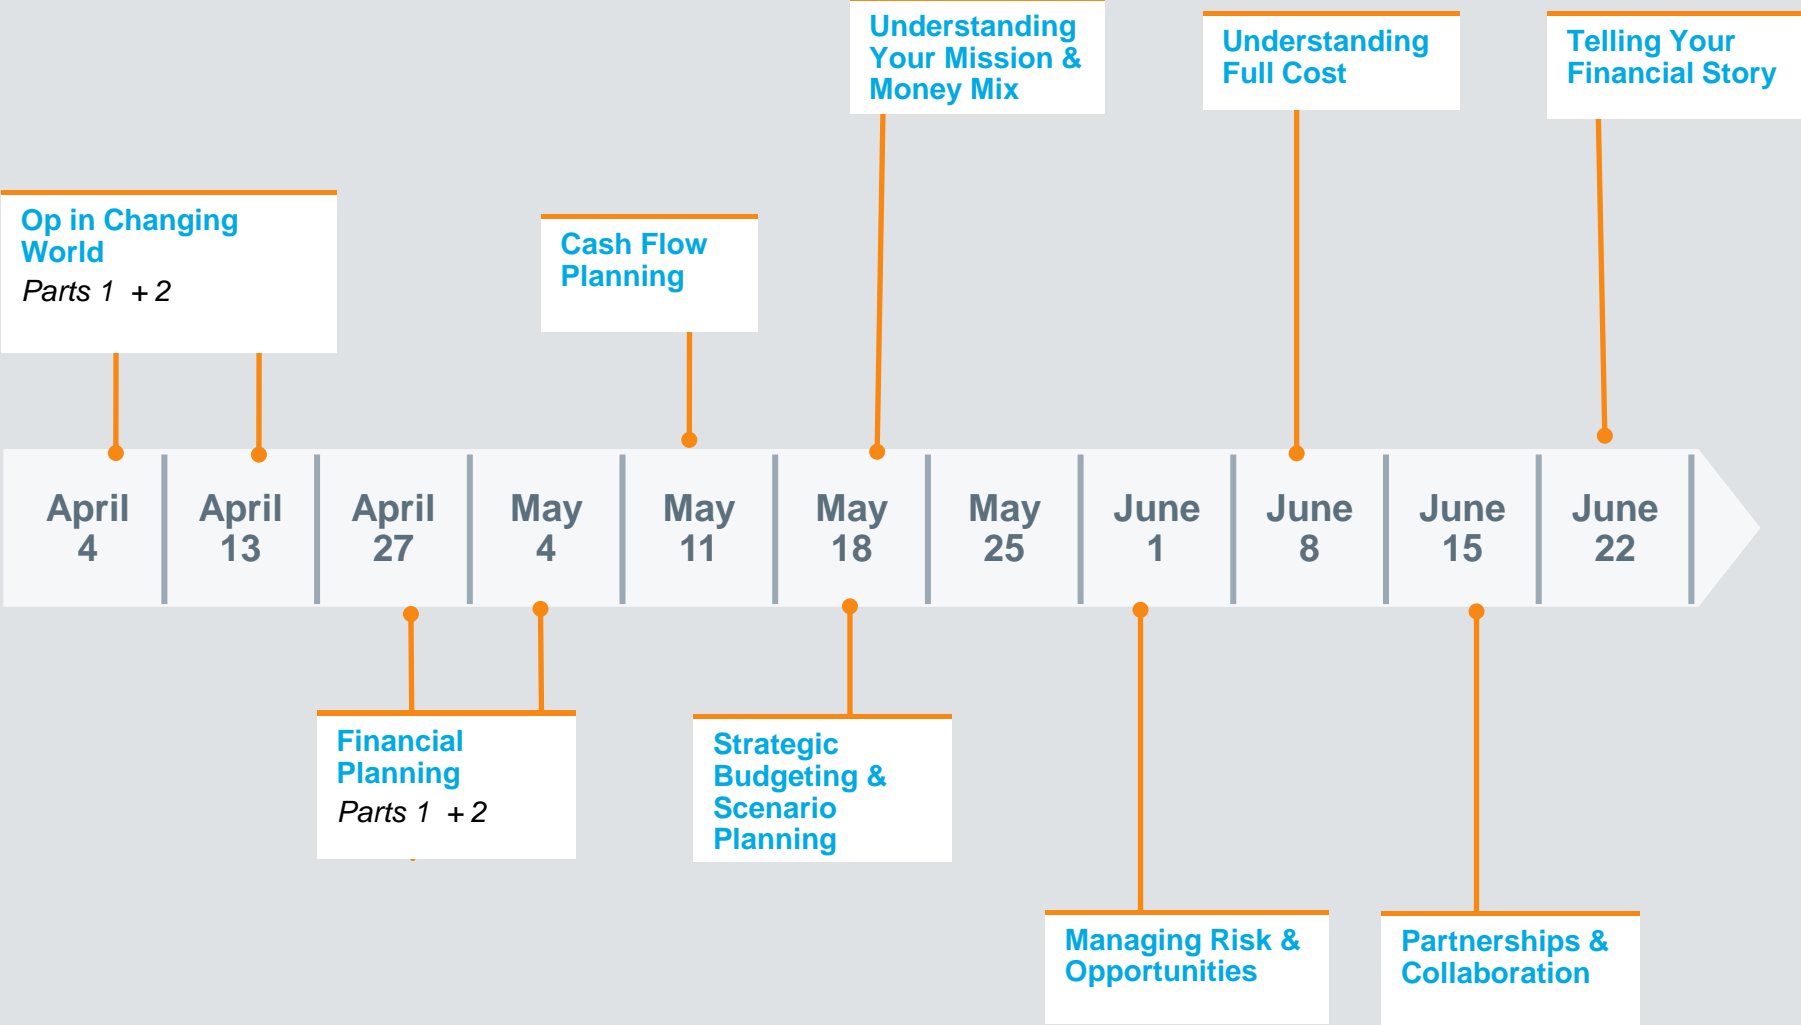 Understanding
Your Mission &
Money Mix
Understanding
Full Cost
Telling Your
Financial Story
Op in Changing
World
Parts 1 + 2
Cash Flow
Planning
April
4
April
13
April
27
May
4
May
11
May
18
May
25
June
1
June
8
June
15
June
22
Financial
Planning
Parts 1 + 2
Strategic
Budgeting &
Scenario
Planning
Managing Risk &
Opportunities
Partnerships &
Collaboration